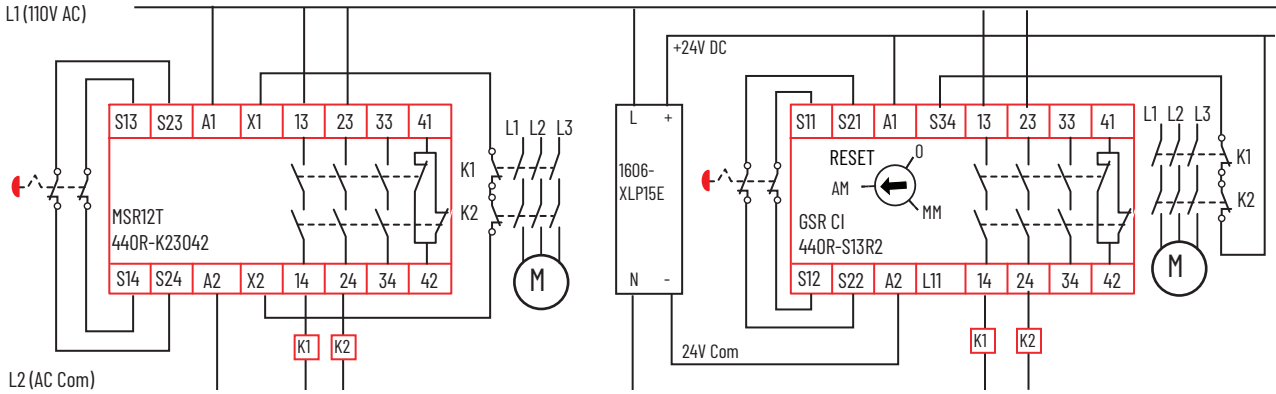 L1 (110V AC)
+24V DC
S13 S23 A1 X1 13 23 33 41
L1 L2 L3
L +
S11 S21 A1 S34 13 23 33 41
L1 L2 L3
RESET
0
AM
MM
K1
K2
1606-
XLP15E
K1
K2
MSR12T
440R-K23042
GSR CI
440R-S13R2
S14 S24 A2 X2 14 24 34 42
M
N -
S12 S22 A2 L11 14 24 34 42
M
K1 K2
24V Com
K1 K2
L2 (AC Com)